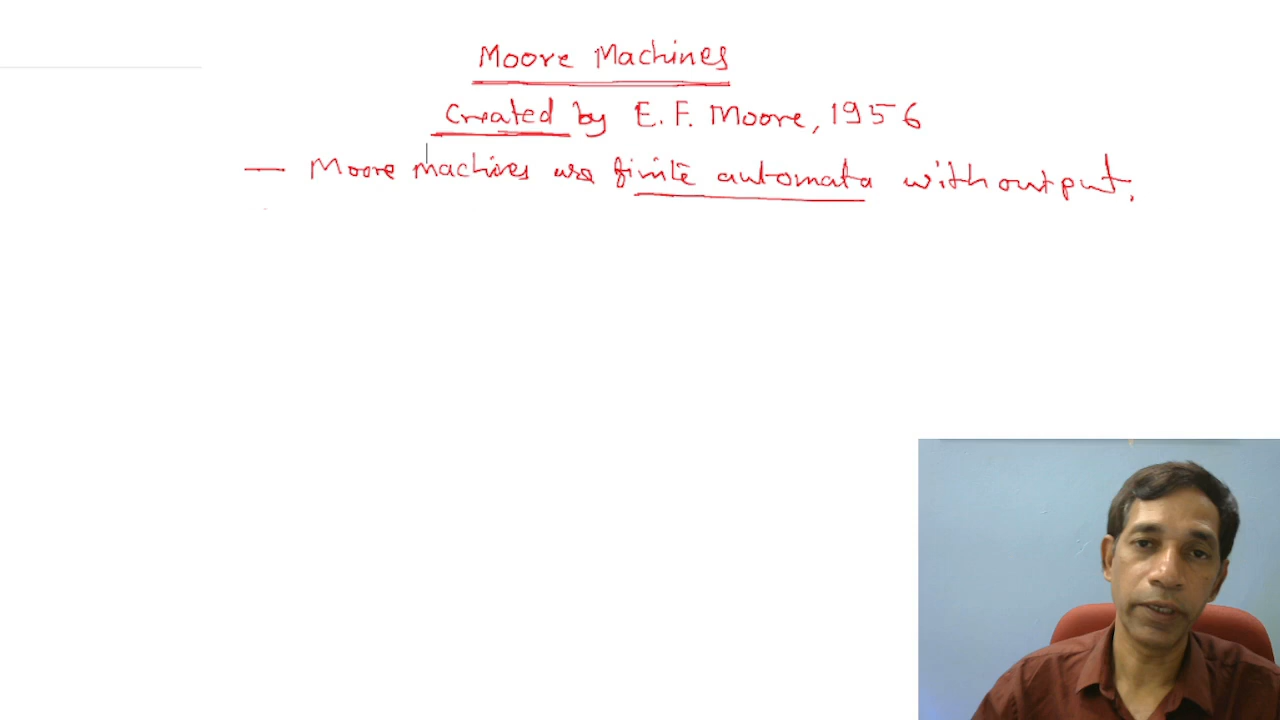 Moore Machines
Created by E. F. Moore, 1956
— Moore machines are finite automata with output.